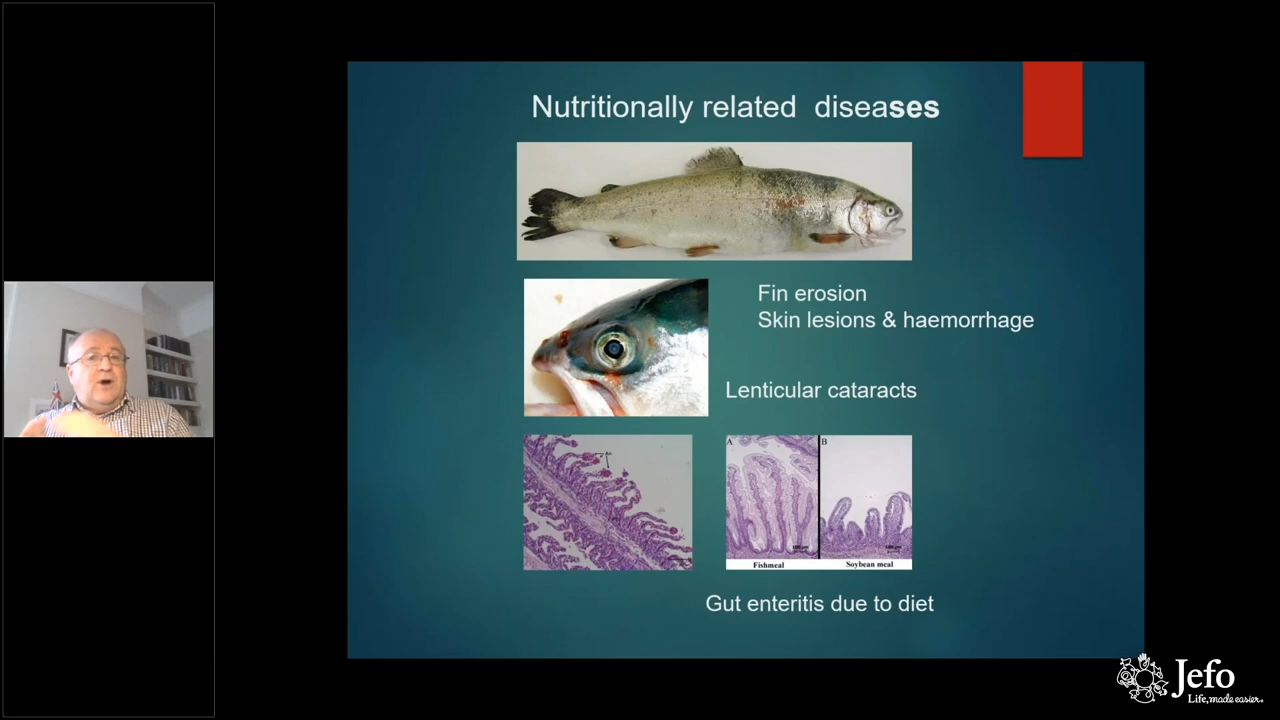 Nutritionally related diseases
Fin erosion
Skin lesions & haemorrhage
Lenticular cataracts
A
B
Fishmeal
Soybean meal
Gut enteritis due to diet
Jefo
Life, made easier.